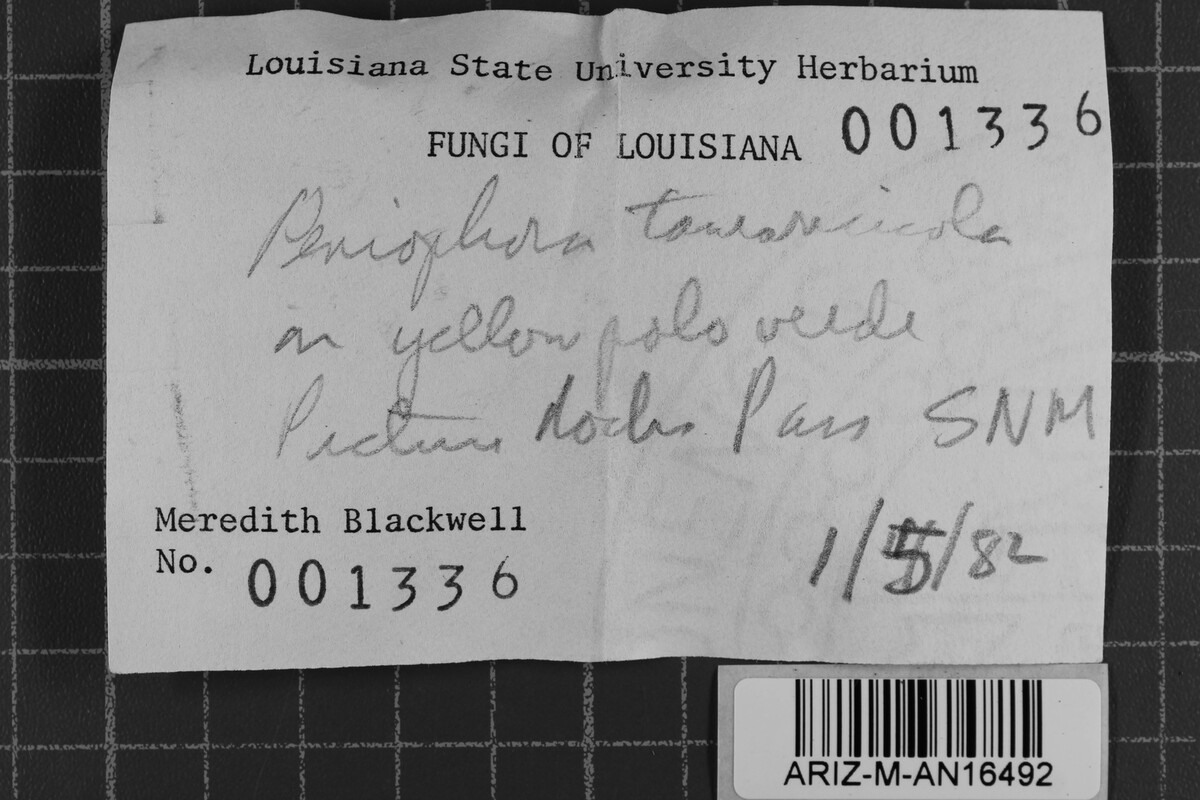 Louisiana State University Herbarium
FUNGI OF LOUISIANA 001336
Peniophora tamaricicola
on yellow palo verde
Picture Rocks Pass SNM
Meredith Blackwell
No. 001336
1/5/82
ARIZ-M-AN16492